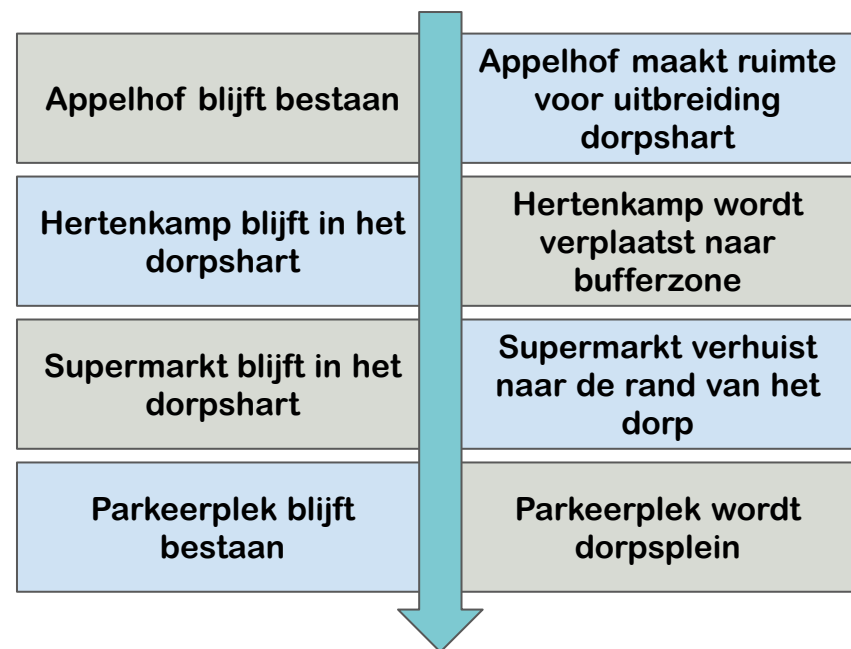 Appelhof blijft bestaan
Appelhof maakt ruimte
voor uitbreiding
dorpshart
Hertenkamp blijft in het
dorpshart
Hertenkamp wordt
verplaatst naar
bufferzone
Supermarkt blijft in het
dorpshart
Supermarkt verhuist
naar de rand van het
dorp
Parkeerplek blijft
bestaan
Parkeerplek wordt
dorpsplein